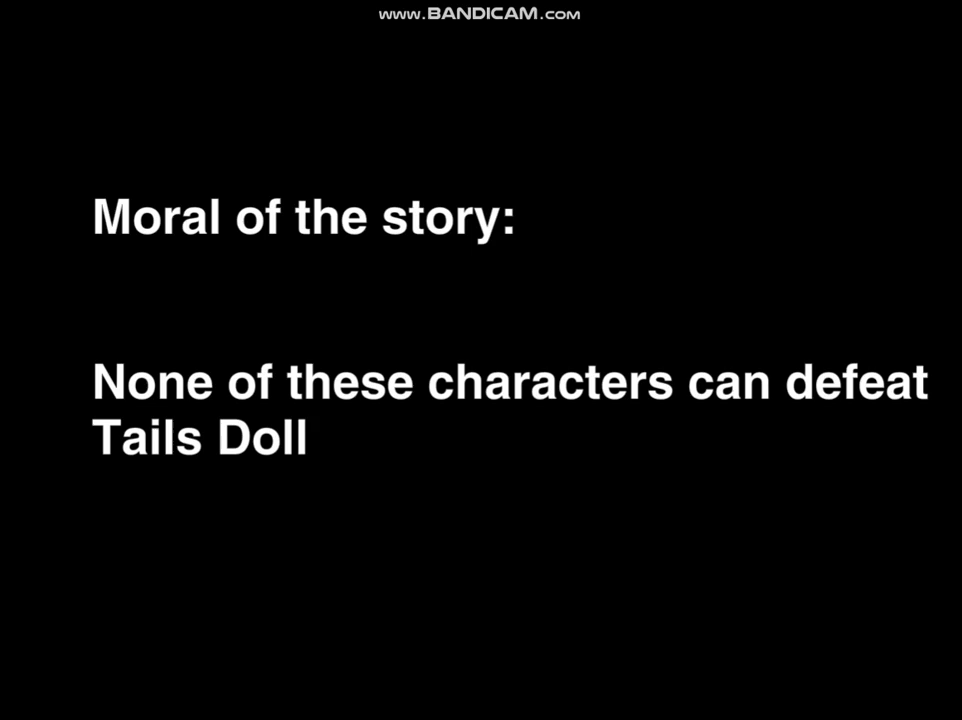 www.BANDICAM.com
Moral of the story:
None of these characters can defeat
Tails Doll